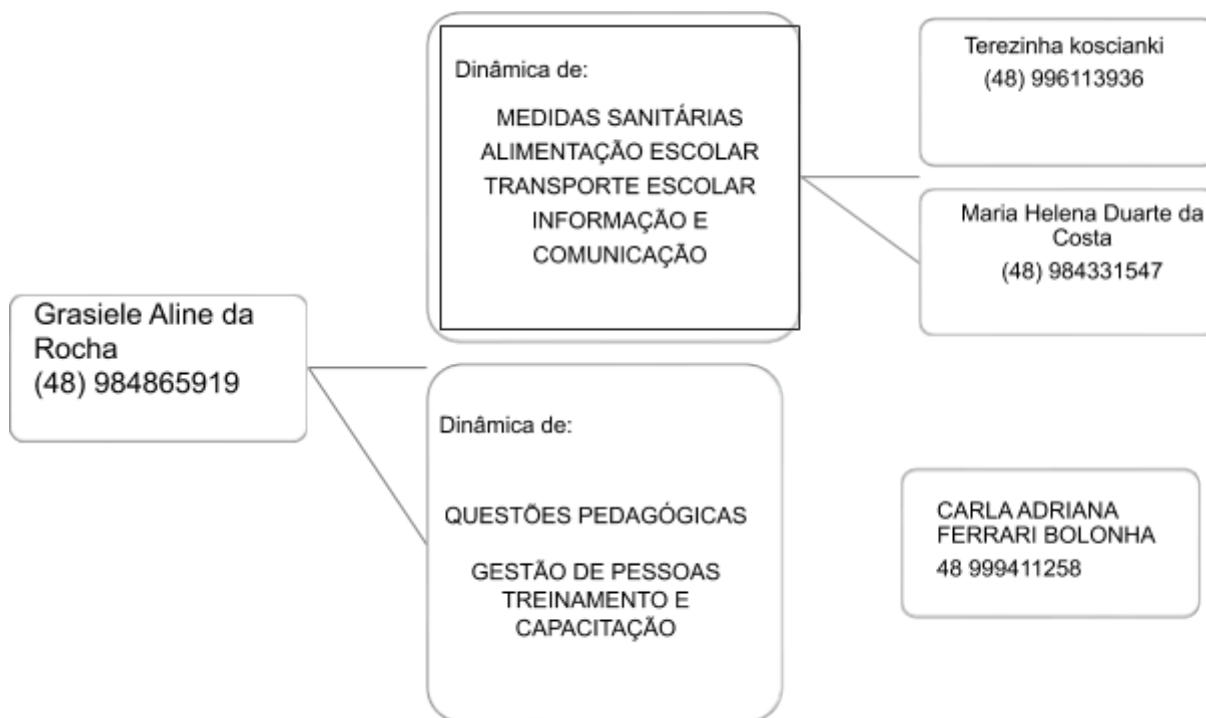 Grasiele Aline da
Rocha
(48) 984865919
Dinâmica de:
MEDIDAS SANITÁRIAS
ALIMENTAÇÃO ESCOLAR
TRANSPORTE ESCOLAR
INFORMAÇÃO E
COMUNICAÇÃO
Dinâmica de:
QUESTÕES PEDAGÓGICAS
GESTÃO DE PESSOAS
TREINAMENTO E
CAPACITAÇÃO
Terezinha koscianki
(48) 996113936
Maria Helena Duarte da
Costa
(48) 984331547
CARLA ADRIANA
FERRARI BOLONHA
48 999411258